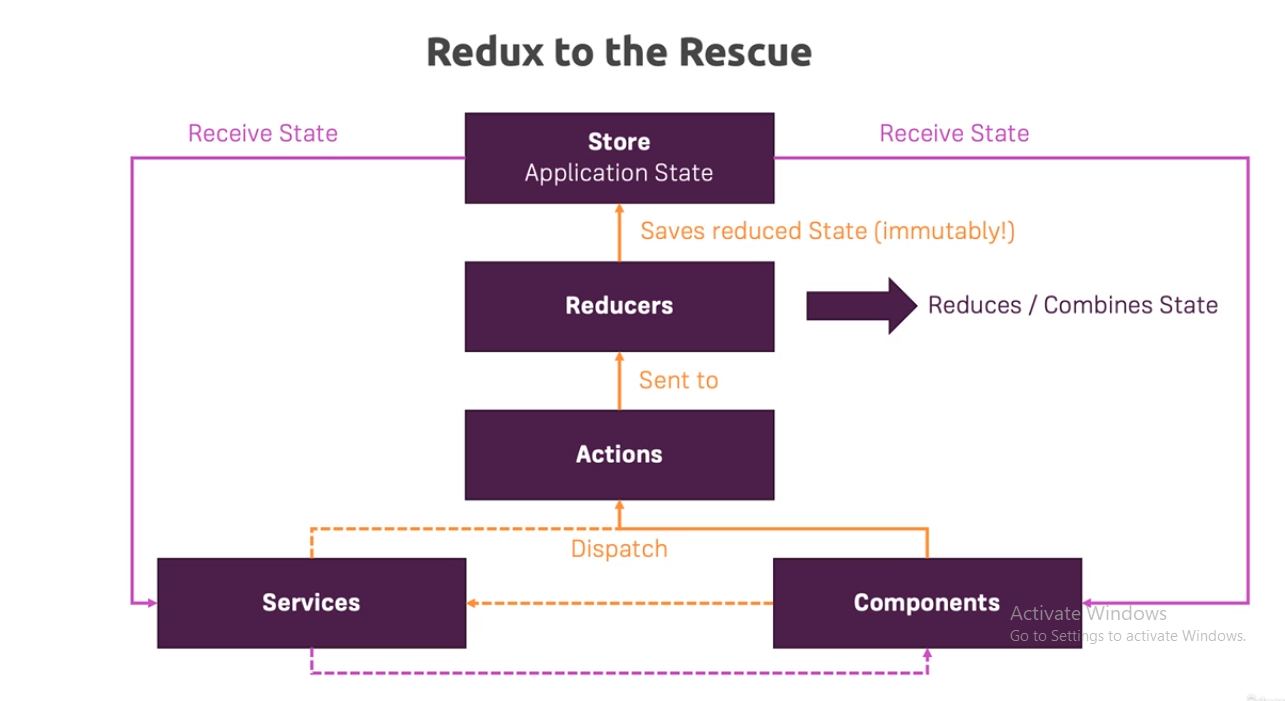 Redux to the Rescue
Receive State
Receive State
Store
Application State
Saves reduced State (immutably!)
Reducers
Reduces / Combines State
Sent to
Actions
Dispatch
Services
Components
Activate Windows
Go to Settings to activate Windows.